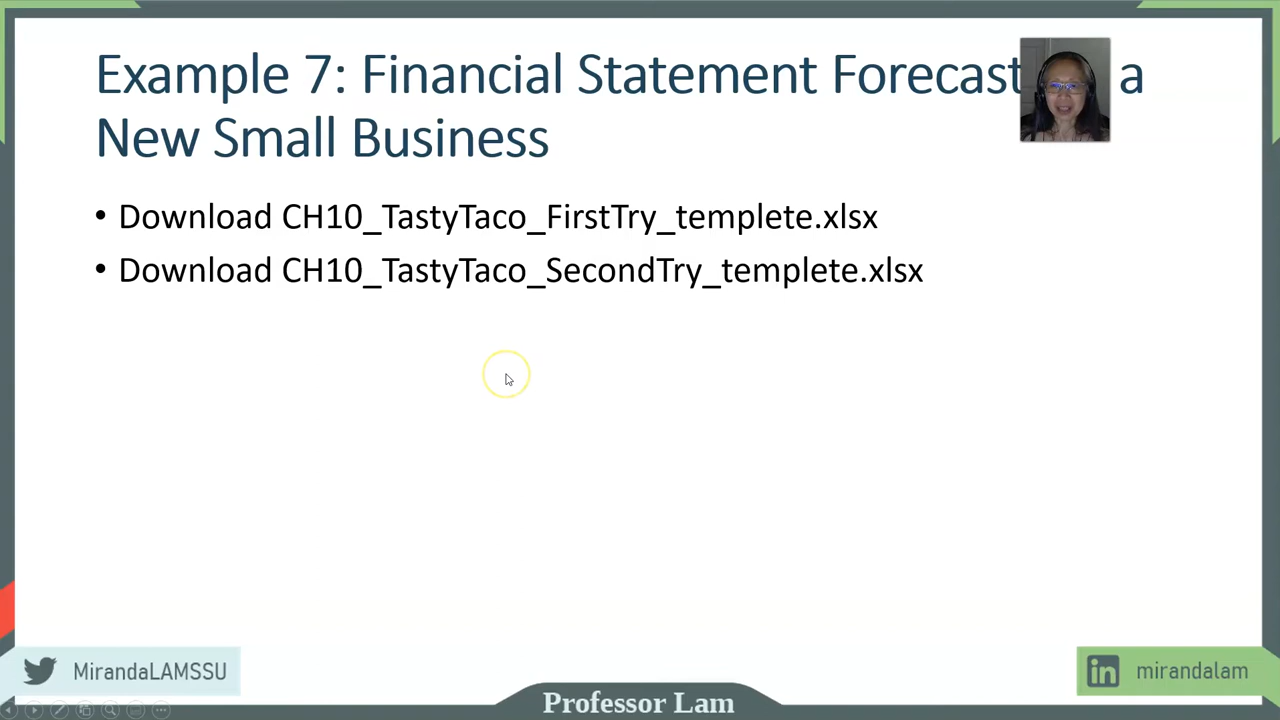 Example 7: Financial Statement Forecast a
New Small Business
• Download CH10_TastyTaco_FirstTry_templete.xlsx
• Download CH10_TastyTaco_SecondTry_templete.xlsx
MirandaLAMSSU
mirandalam
Professor Lam